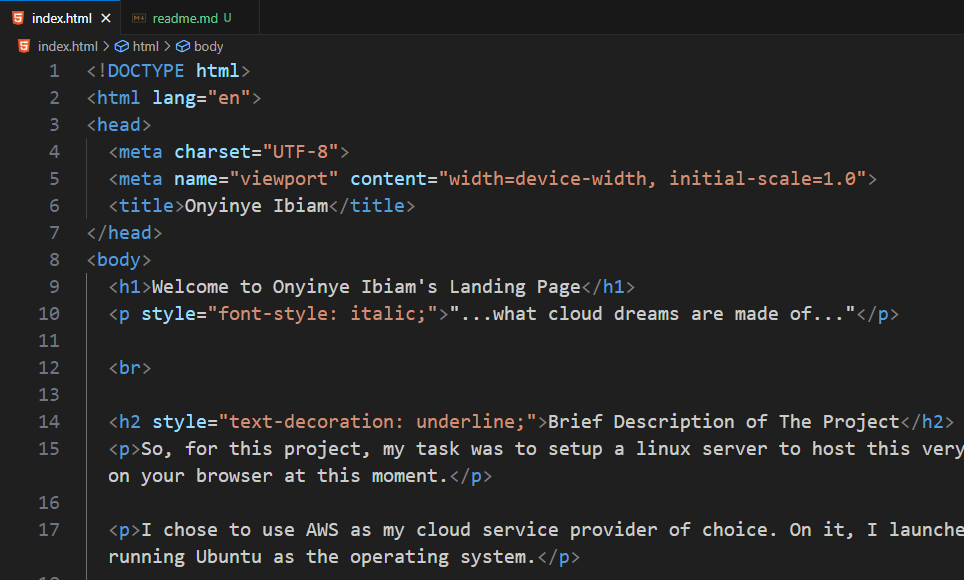 index.html
readme.md U
index.html > html > body
1 <!DOCTYPE html>
2 <html lang="en">
3 <head>
4 <meta charset="UTF-8">
5 <meta name="viewport" content="width=device-width, initial-scale=1.0">
6 <title>Onyinye Ibiam</title>
7 </head>
8 <body>
9 <h1>Welcome to Onyinye Ibiam's Landing Page</h1>
10 <p style="font-style: italic;">"...what cloud dreams are made of..."</p>
11
12 <br>
13
14 <h2 style="text-decoration: underline;">Brief Description of The Project</h2>
15 <p>So, for this project, my task was to setup a linux server to host this very
on your browser at this moment.</p>
16
17 <p>I chose to use AWS as my cloud service provider of choice. On it, I launche
running Ubuntu as the operating system.</p>